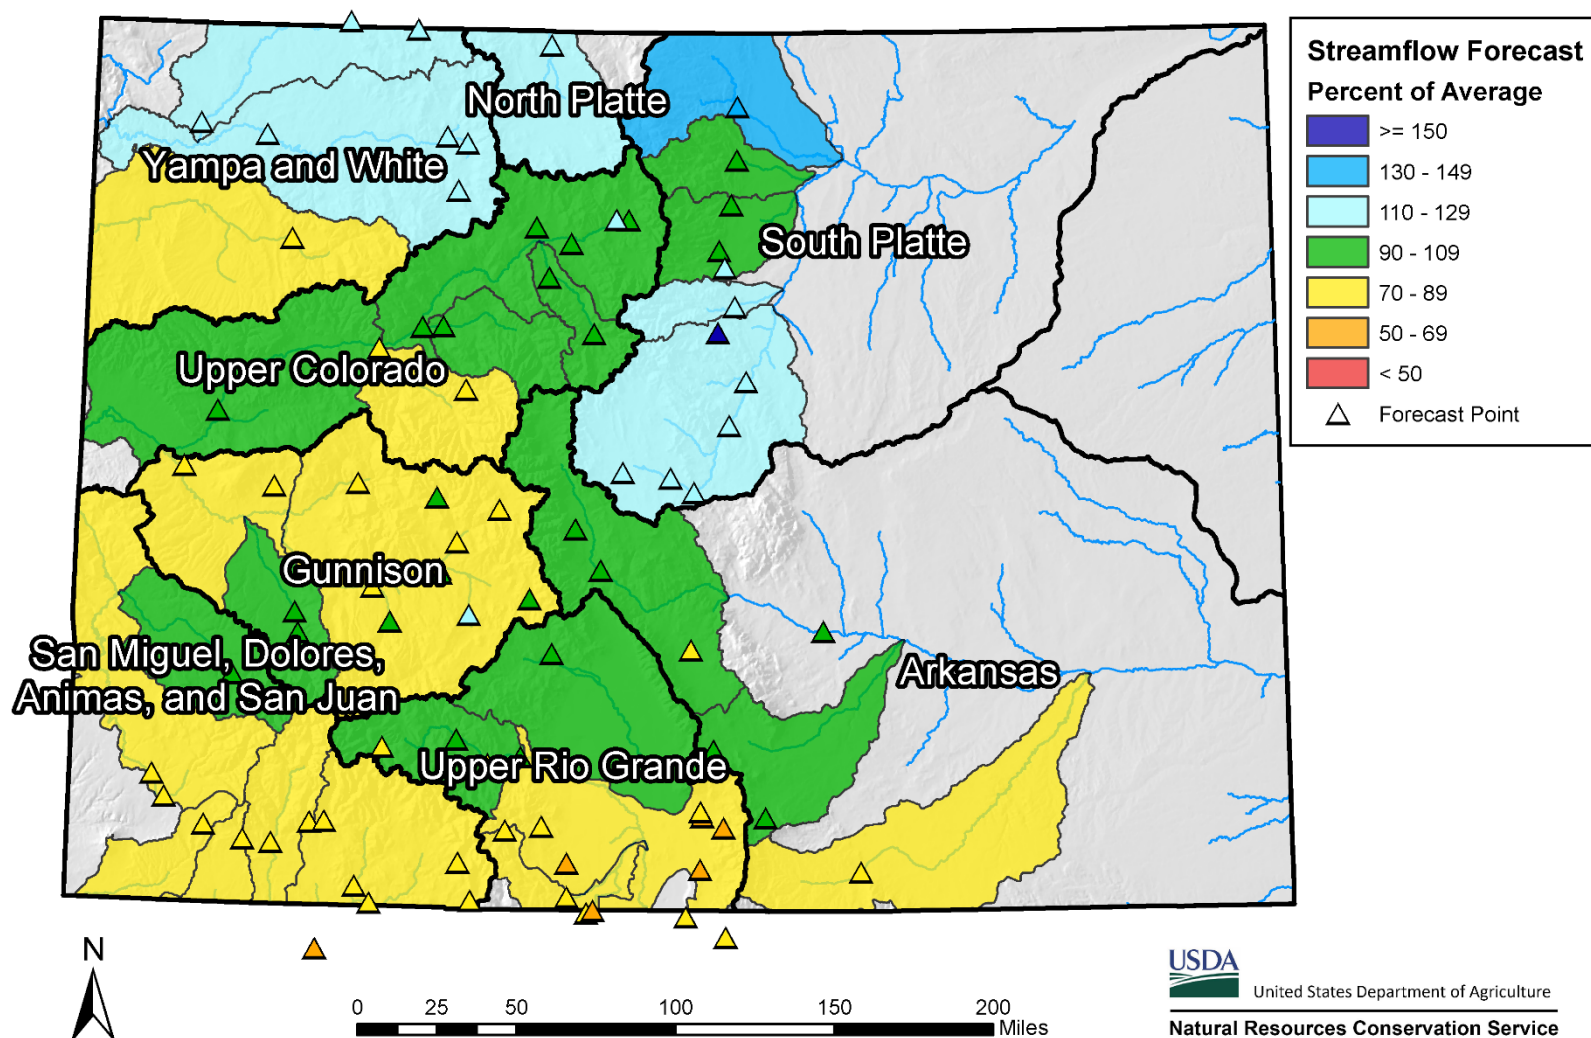 North Platte
Yampa and White
South Platte
Upper Colorado
Gunnison
San Miguel, Dolores,
Animas, and San Juan
Arkansas
Upper Rio Grande
Streamflow Forecast
Percent of Average
>= 150
130 - 149
110 - 129
90 - 109
70 - 89
50 - 69
< 50
Forecast Point
N
0 25 50 100 150 200
Miles
USDA
United States Department of Agriculture
Natural Resources Conservation Service